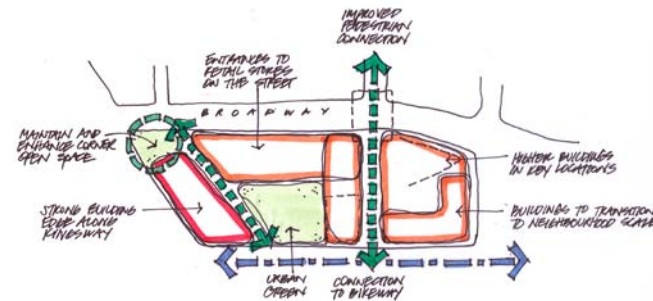 IMPROVED
PEDESTRIAN
CONNECTION
ENTRANCES TO
RETAIL STORES
ON THE STREET
BROADWAY
MAINTAIN AND
ENHANCE CORNER
OPEN SPACE
HIGHER BUILDINGS
IN KEY LOCATIONS
STRONG BUILDING
EDGE ALONG
KINGSWAY
BUILDINGS TO TRANSITION
TO NEIGHBOURHOOD SCALE
URBAN
GREEN
CONNECTION
TO BIKEWAY